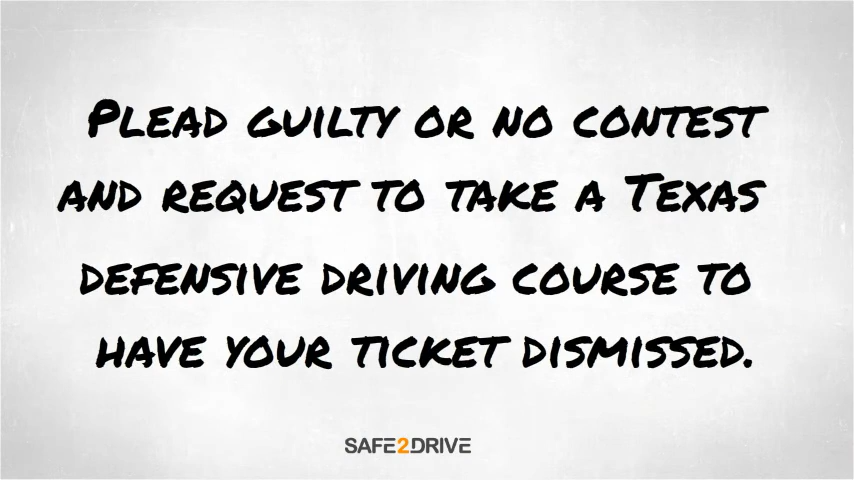 Plead guilty or no contest
and request to take a Texas
defensive driving course to
have your ticket dismissed.
SAFE2DRIVE